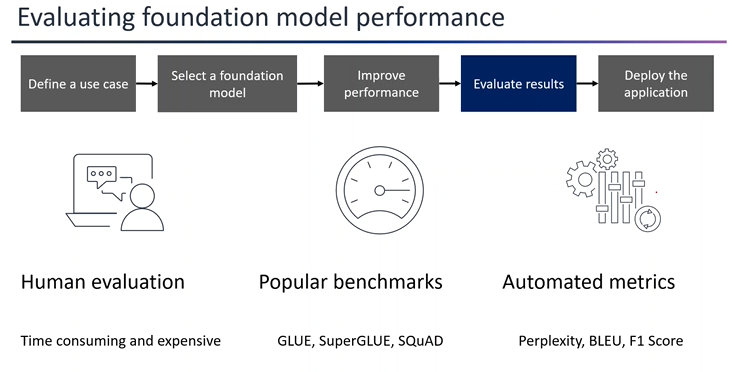 Evaluating foundation model performance
Define a use case
Select a foundation
model
Improve
performance
Evaluate results
Deploy the
application
Human evaluation
Popular benchmarks
Automated metrics
Time consuming and expensive
GLUE, SuperGLUE, SQuAD
Perplexity, BLEU, F1 Score